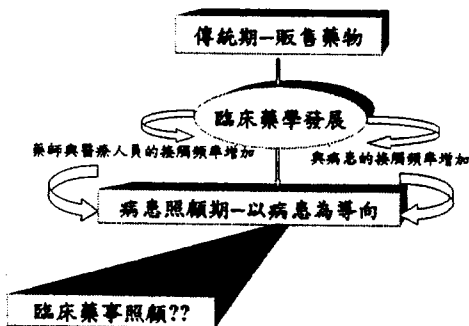 傳統期－販售藥物
臨床藥學發展
藥師與醫療人員的接觸頻率增加
與病患的接觸頻率增加
病患照顧期－以病患為導向
臨床藥事照顧??